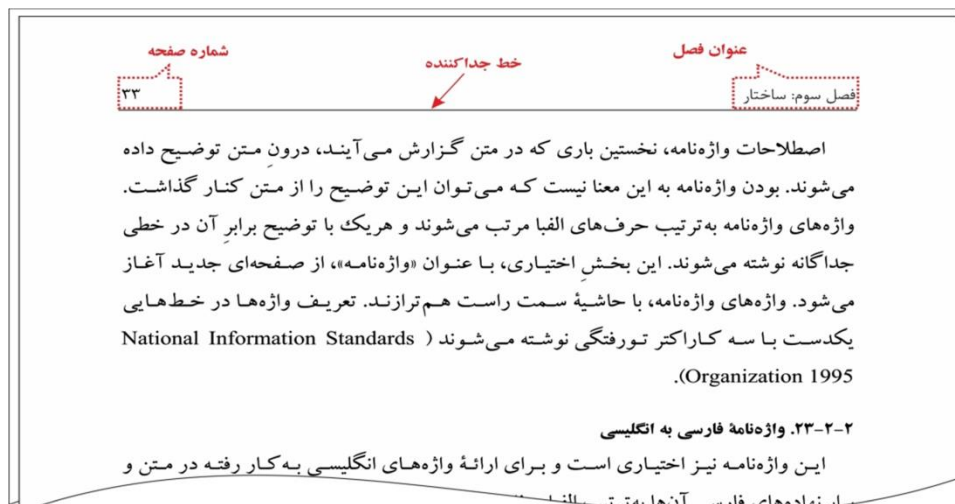 عنوان فصل
خط جداکننده
شماره صفحه
فصل سوم: ساختار
۳۳
اصطلاحات واژه‌نامه، نخستین باری که در متن گزارش می‌آیند، درونِ متن توضیح داده
می‌شوند. بودن واژه‌نامه به این معنا نیست که می‌توان این توضیح را از متن کنار گذاشت.
واژه‌های واژه‌نامه به‌ترتیب حرف‌های الفبا مرتب می‌شوند و هریک با توضیح برابرِ آن در خطی
جداگانه نوشته می‌شوند. این بخشِ اختیاری، با عنوان «واژه‌نامه»، از صفحه‌ای جدید آغاز
می‌شود. واژه‌های واژه‌نامه، با حاشیۀ سمت راست هم‌ترازند. تعریف واژه‌ها در خط‌هایی
یکدست با سه کاراکتر تورفتگی نوشته می‌شوند ( National Information Standards
Organization 1995).
۲-۲-۲۳. واژه‌نامۀ فارسی به انگلیسی
این واژه‌نامه نیز اختیاری است و برای ارائۀ واژه‌های انگلیسی به‌کار رفته در متن و